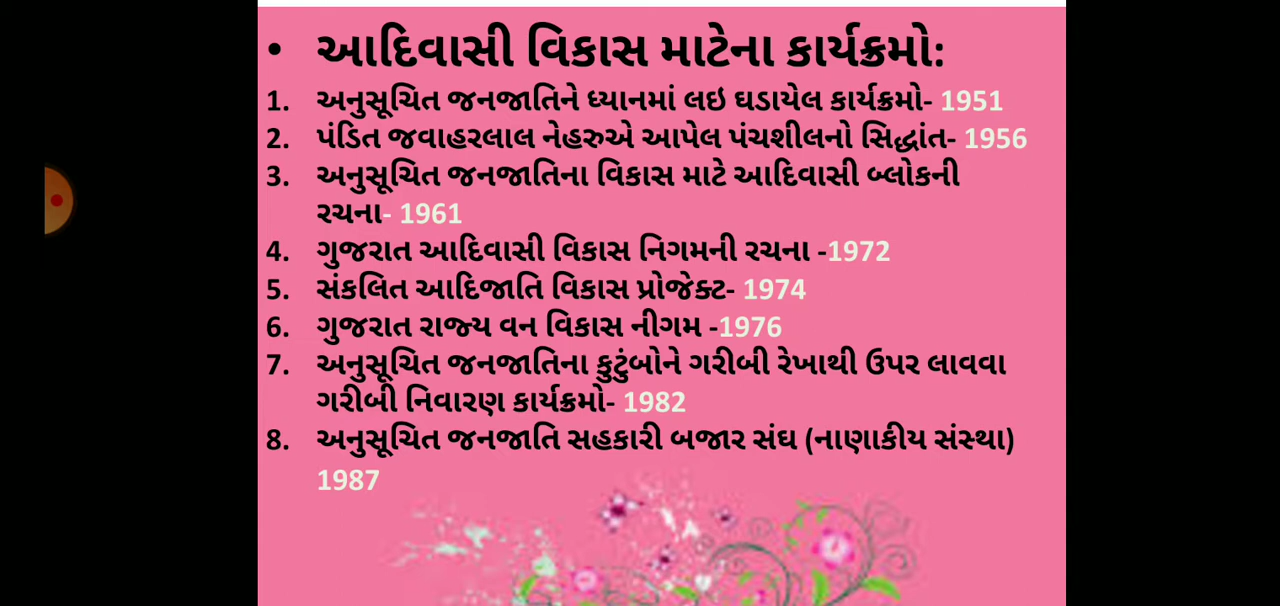 • આદિવાસી વિકાસ માટેના કાર્યક્રમો:
1. અનુસૂચિત જનજાતિને ધ્યાનમાં લઇ ઘડાયેલ કાર્યક્રમો- 1951
2. પંડિત જવાહરલાલ નેહરુએ આપેલ પંચશીલનો સિદ્ધાંત- 1956
3. અનુસૂચિત જનજાતિના વિકાસ માટે આદિવાસી બ્લોકની
રચના- 1961
4. ગુજરાત આદિવાસી વિકાસ નિગમની રચના -1972
5. સંકલિત આદિજાતિ વિકાસ પ્રોજેક્ટ- 1974
6. ગુજરાત રાજ્ય વન વિકાસ નીગમ -1976
7. અનુસૂચિત જનજાતિના કુટુંબોને ગરીબી રેખાથી ઉપર લાવવા
ગરીબી નિવારણ કાર્યક્રમો- 1982
8. અનુસૂચિત જનજાતિ સહકારી બજાર સંઘ (નાણાકીય સંસ્થા)
1987